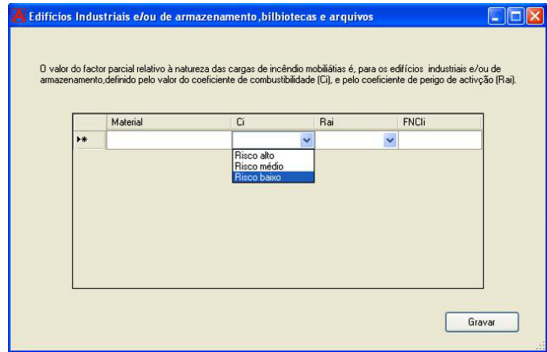 Edifícios Industriais e/ou de armazenamento,bilbiotecas e arquivos
O valor do factor parcial relativo à natureza das cargas de incêndio mobiliátias é, para os edifícios industriais e/ou de
armazenamento,definido pelo valor do coeficiente de combustibilidade (Ci), e pelo coeficiente de perigo de activção (Rai).
Material Ci Rai FNCIi
Risco alto
Risco médio
Risco baixo
Gravar